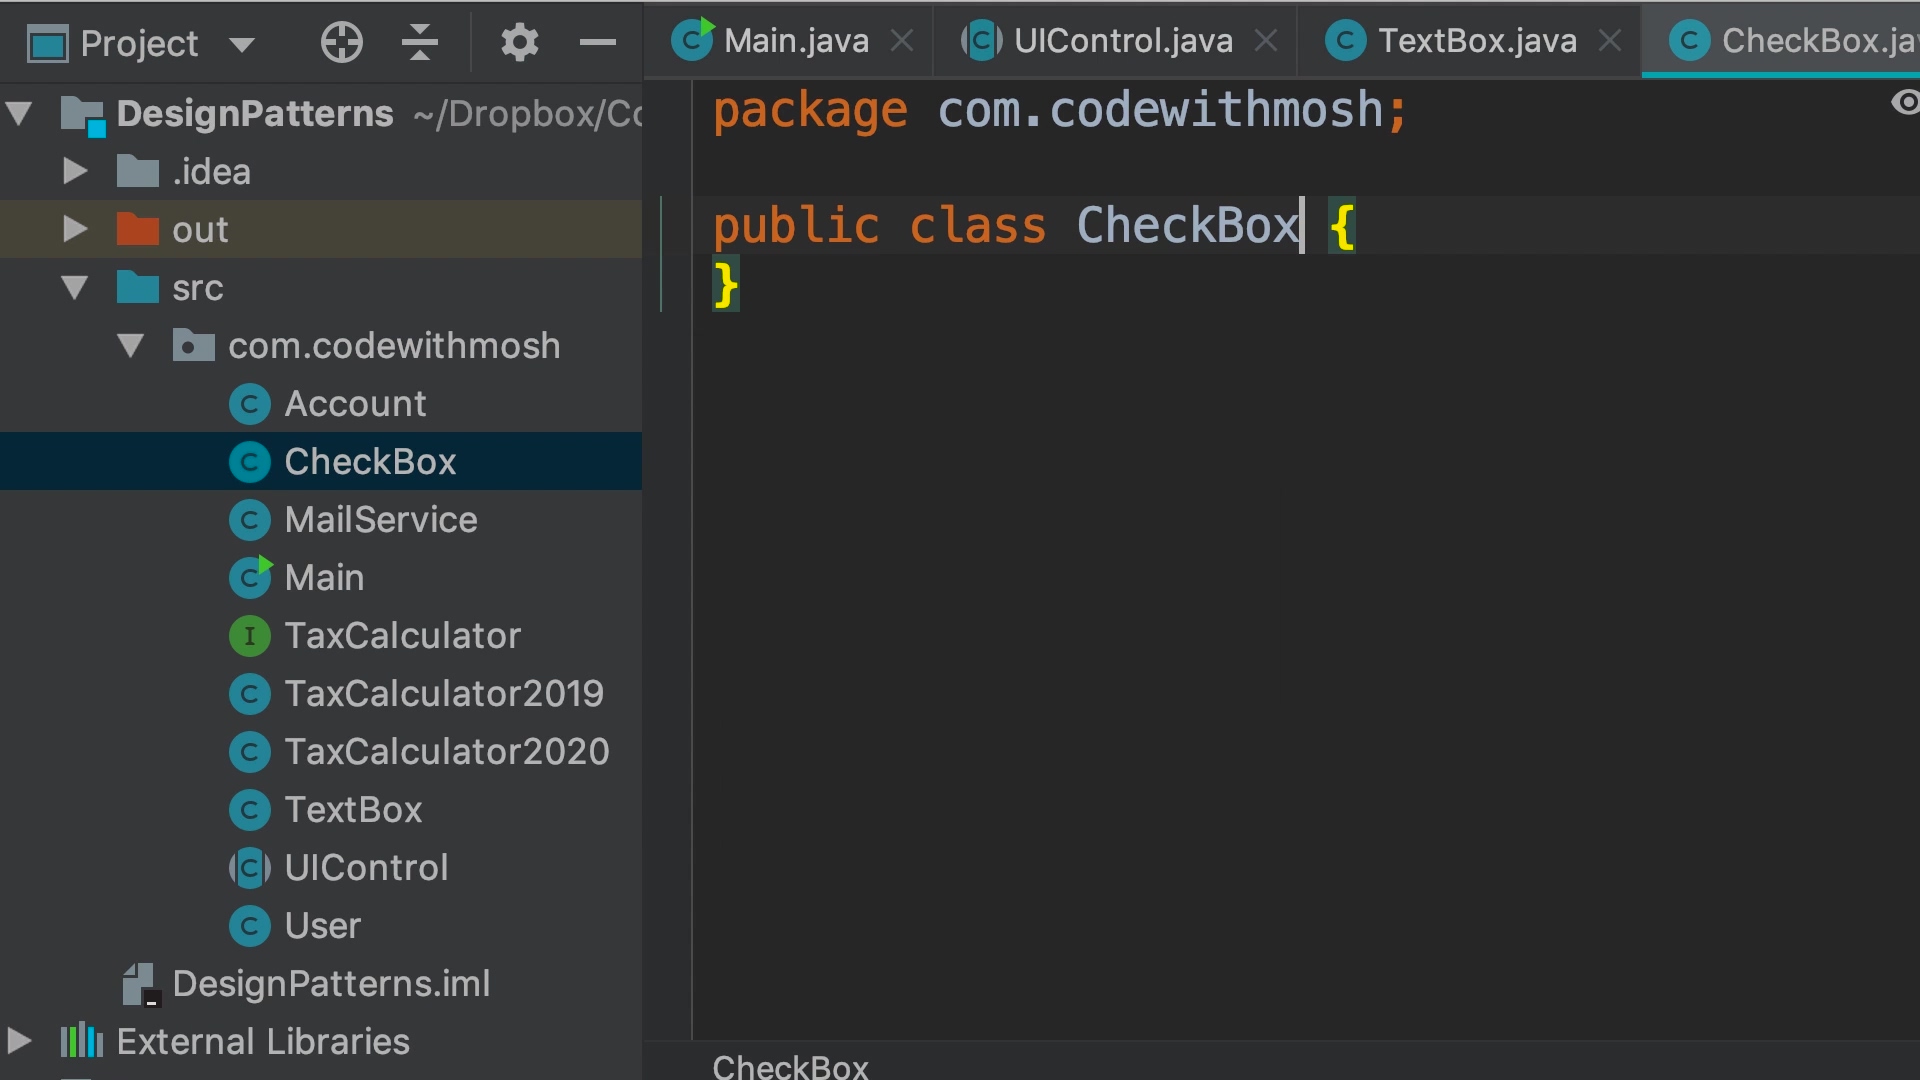 Project
Main.java
UIControl.java
TextBox.java
CheckBox.ja
DesignPatterns ~/Dropbox/Co
.idea
out
src
com.codewithmosh
Account
CheckBox
MailService
Main
TaxCalculator
TaxCalculator2019
TaxCalculator2020
TextBox
UIControl
User
DesignPatterns.iml
External Libraries
package com.codewithmosh;
public class CheckBox {
}
CheckBox